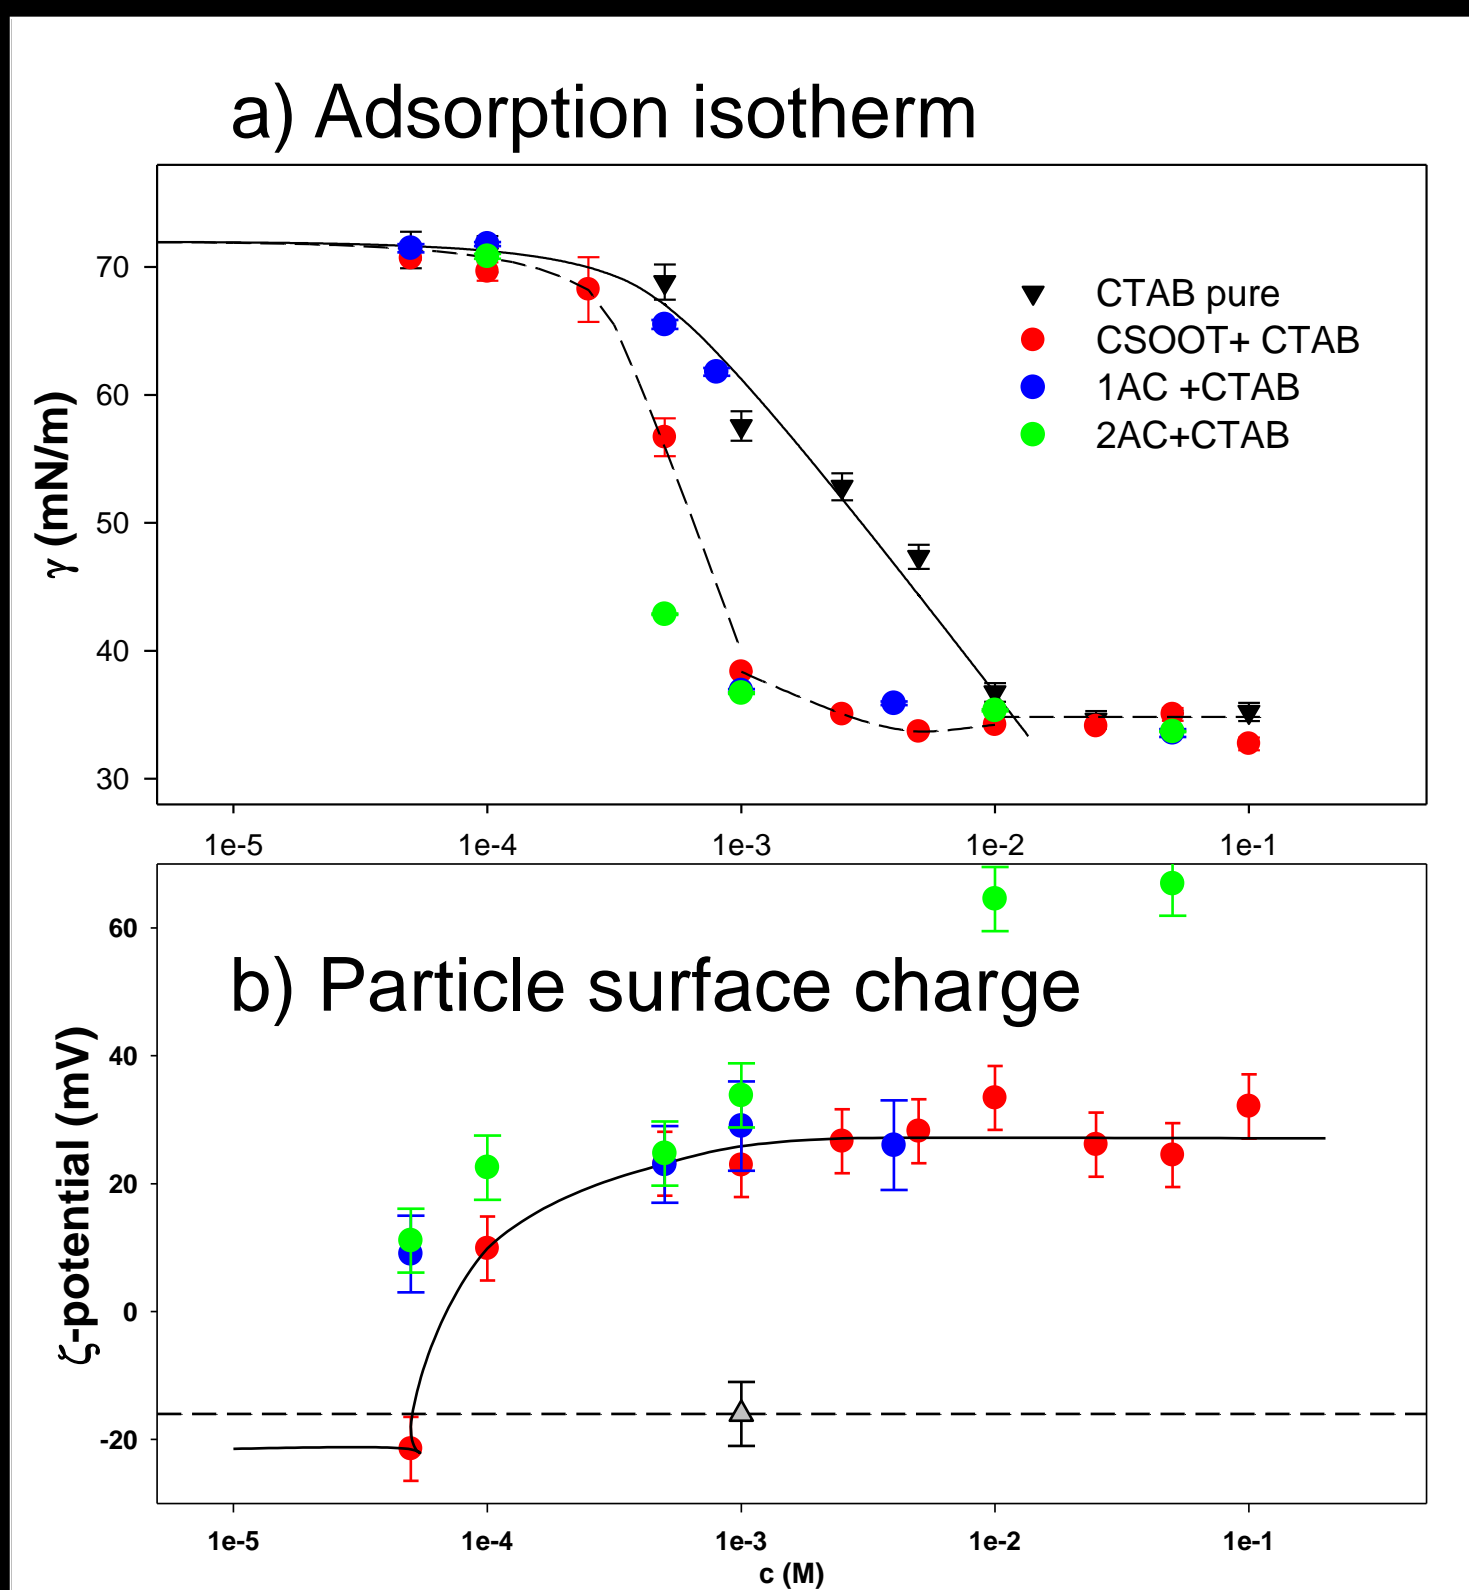 a) Adsorption isotherm
γ (mN/m)
70
60
50
40
30
CTAB pure
CSOOT+ CTAB
1AC +CTAB
2AC+CTAB
1e-5 1e-4 1e-3 1e-2 1e-1
b) Particle surface charge
ζ-potential (mV)
60
40
20
0
-20
1e-5 1e-4 1e-3 1e-2 1e-1
c (M)